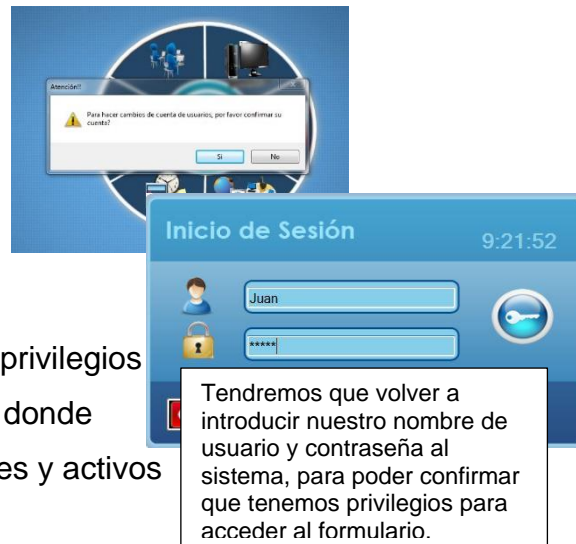 Atención!!
Para hacer cambios de cuenta de usuarios, por favor confirmar su
cuenta?
Si
No
Inicio de Sesión
9:21:52
Juan
*****
privilegios
donde
es y activos
Tendremos que volver a
introducir nuestro nombre de
usuario y contraseña al
sistema, para poder confirmar
que tenemos privilegios para
acceder al formulario.